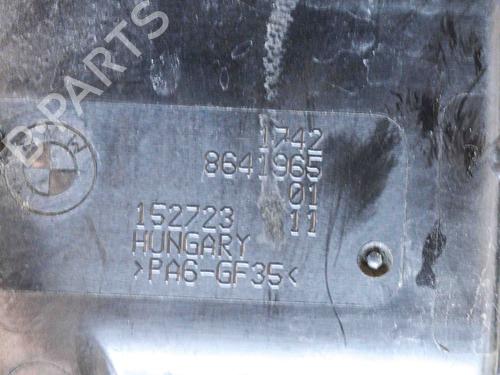 B-PARTS
1742
8641965
01
152723 11
HUNGARY
>PA6-GF35<